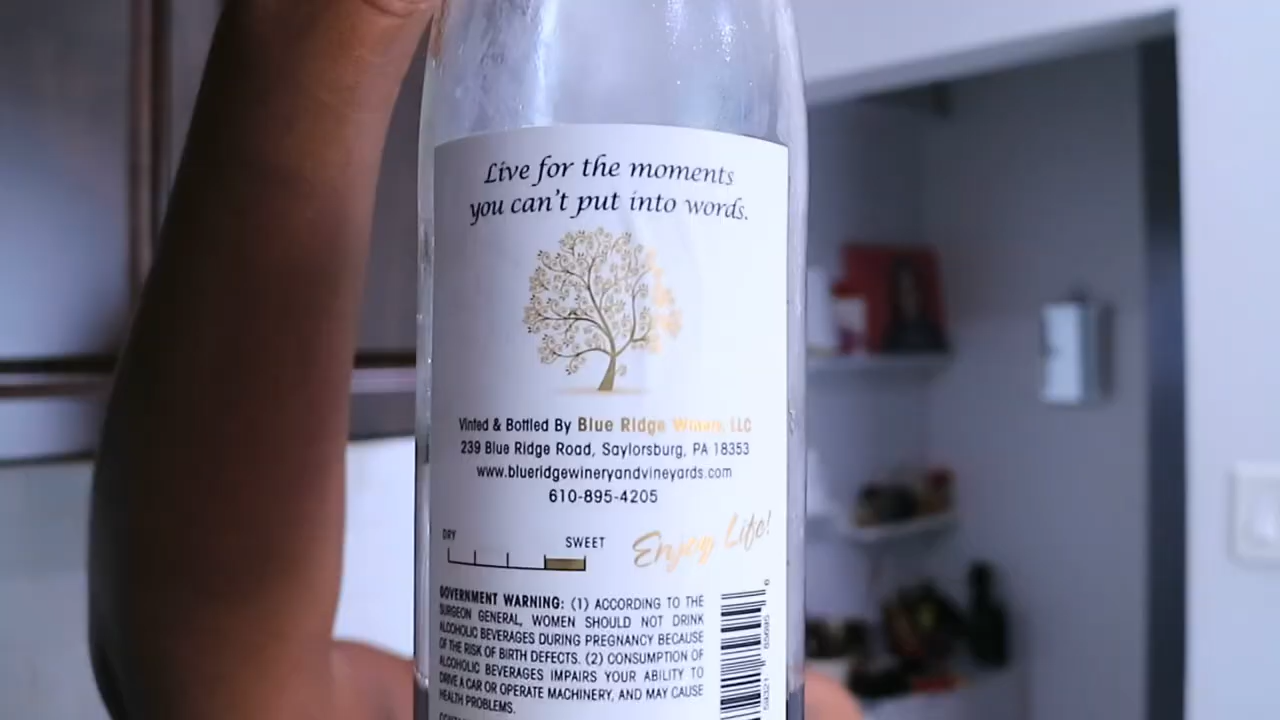 Live for the moments
you can't put into words.
Vinted & Bottled By Blue Ridge Winery, LLC
239 Blue Ridge Road, Saylorsburg, PA 18353
www.blueridgewineryandvineyards.com
610-895-4205
DRY SWEET
Enjoy Life!
GOVERNMENT WARNING: (1) ACCORDING TO THE
SURGEON GENERAL, WOMEN SHOULD NOT DRINK
ALCOHOLIC BEVERAGES DURING PREGNANCY BECAUSE
OF THE RISK OF BIRTH DEFECTS. (2) CONSUMPTION OF
ALCOHOLIC BEVERAGES IMPAIRS YOUR ABILITY TO
DRIVE A CAR OR OPERATE MACHINERY, AND MAY CAUSE
HEALTH PROBLEMS.